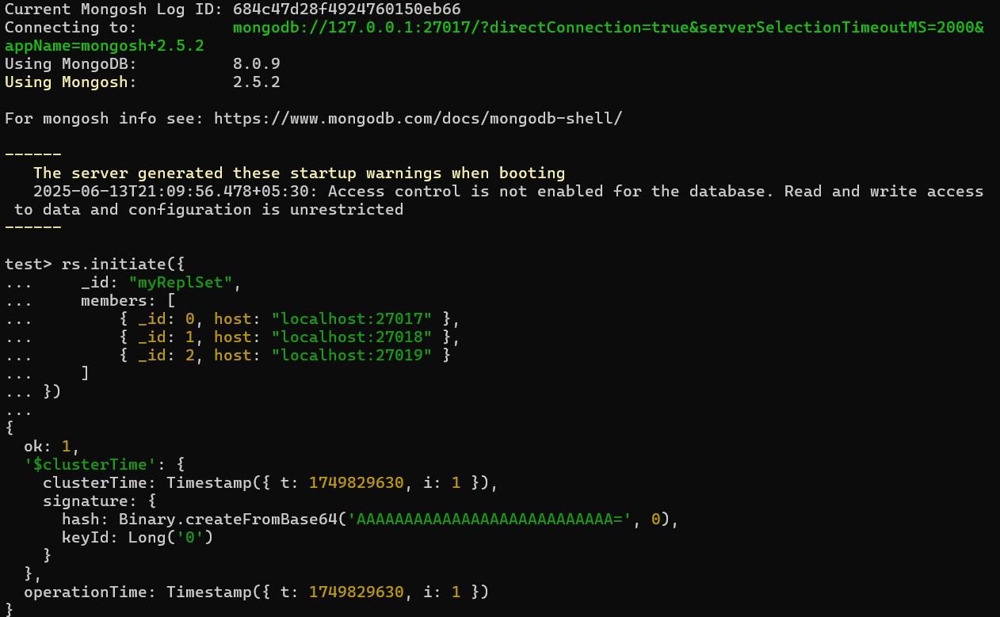 Current Mongosh Log ID: 684c47d28f4924760150eb66
Connecting to:          mongodb://127.0.0.1:27017/?directConnection=true&serverSelectionTimeoutMS=2000&
appName=mongosh+2.5.2
Using MongoDB:          8.0.9
Using Mongosh:          2.5.2

For mongosh info see: https://www.mongodb.com/docs/mongodb-shell/

------
   The server generated these startup warnings when booting
   2025-06-13T21:09:56.478+05:30: Access control is not enabled for the database. Read and write access
 to data and configuration is unrestricted
------

test> rs.initiate({
...     _id: "myReplSet",
...     members: [
...         { _id: 0, host: "localhost:27017" },
...         { _id: 1, host: "localhost:27018" },
...         { _id: 2, host: "localhost:27019" }
...     ]
... })
...
{
  ok: 1,
  '$clusterTime': {
    clusterTime: Timestamp({ t: 1749829630, i: 1 }),
    signature: {
      hash: Binary.createFromBase64('AAAAAAAAAAAAAAAAAAAAAAAAAAA=', 0),
      keyId: Long('0')
    }
  },
  operationTime: Timestamp({ t: 1749829630, i: 1 })
}